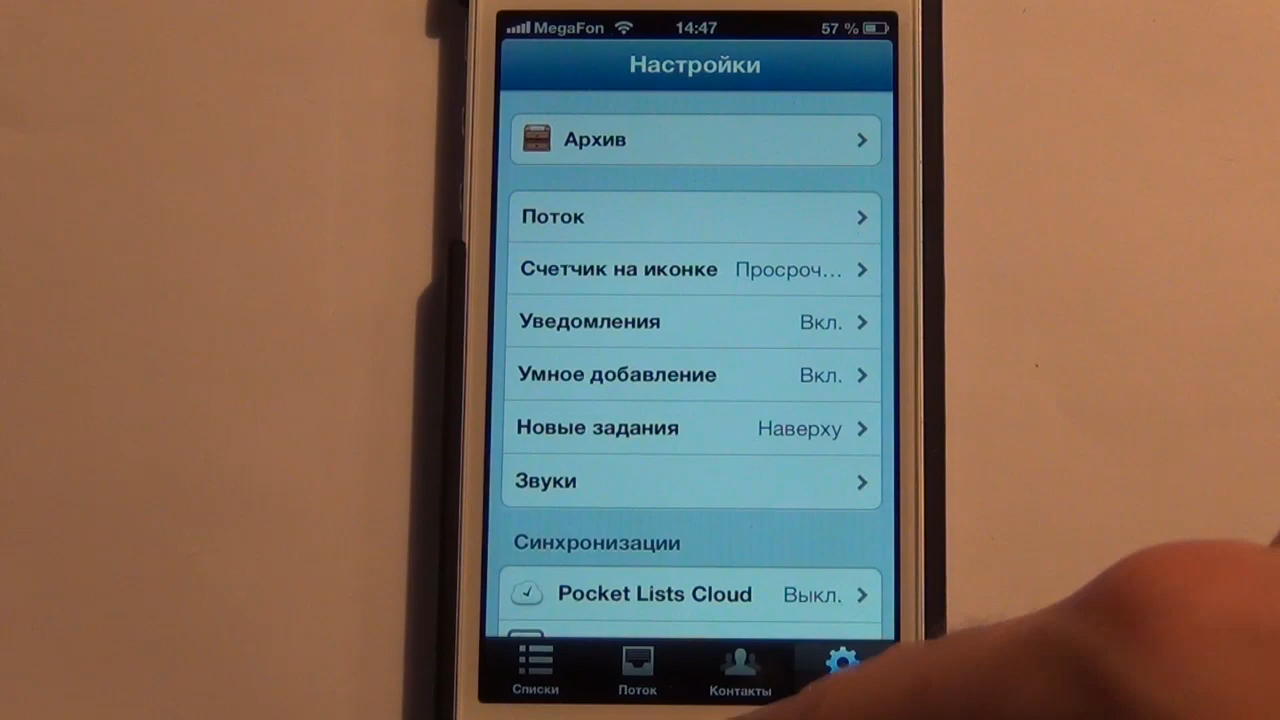 MegaFon 14:47 57 %
Настройки
Архив
Поток
Счетчик на иконке Просроч...
Уведомления Вкл.
Умное добавление Вкл.
Новые задания Наверху
Звуки
Синхронизации
Pocket Lists Cloud Выкл.
Списки Поток Контакты